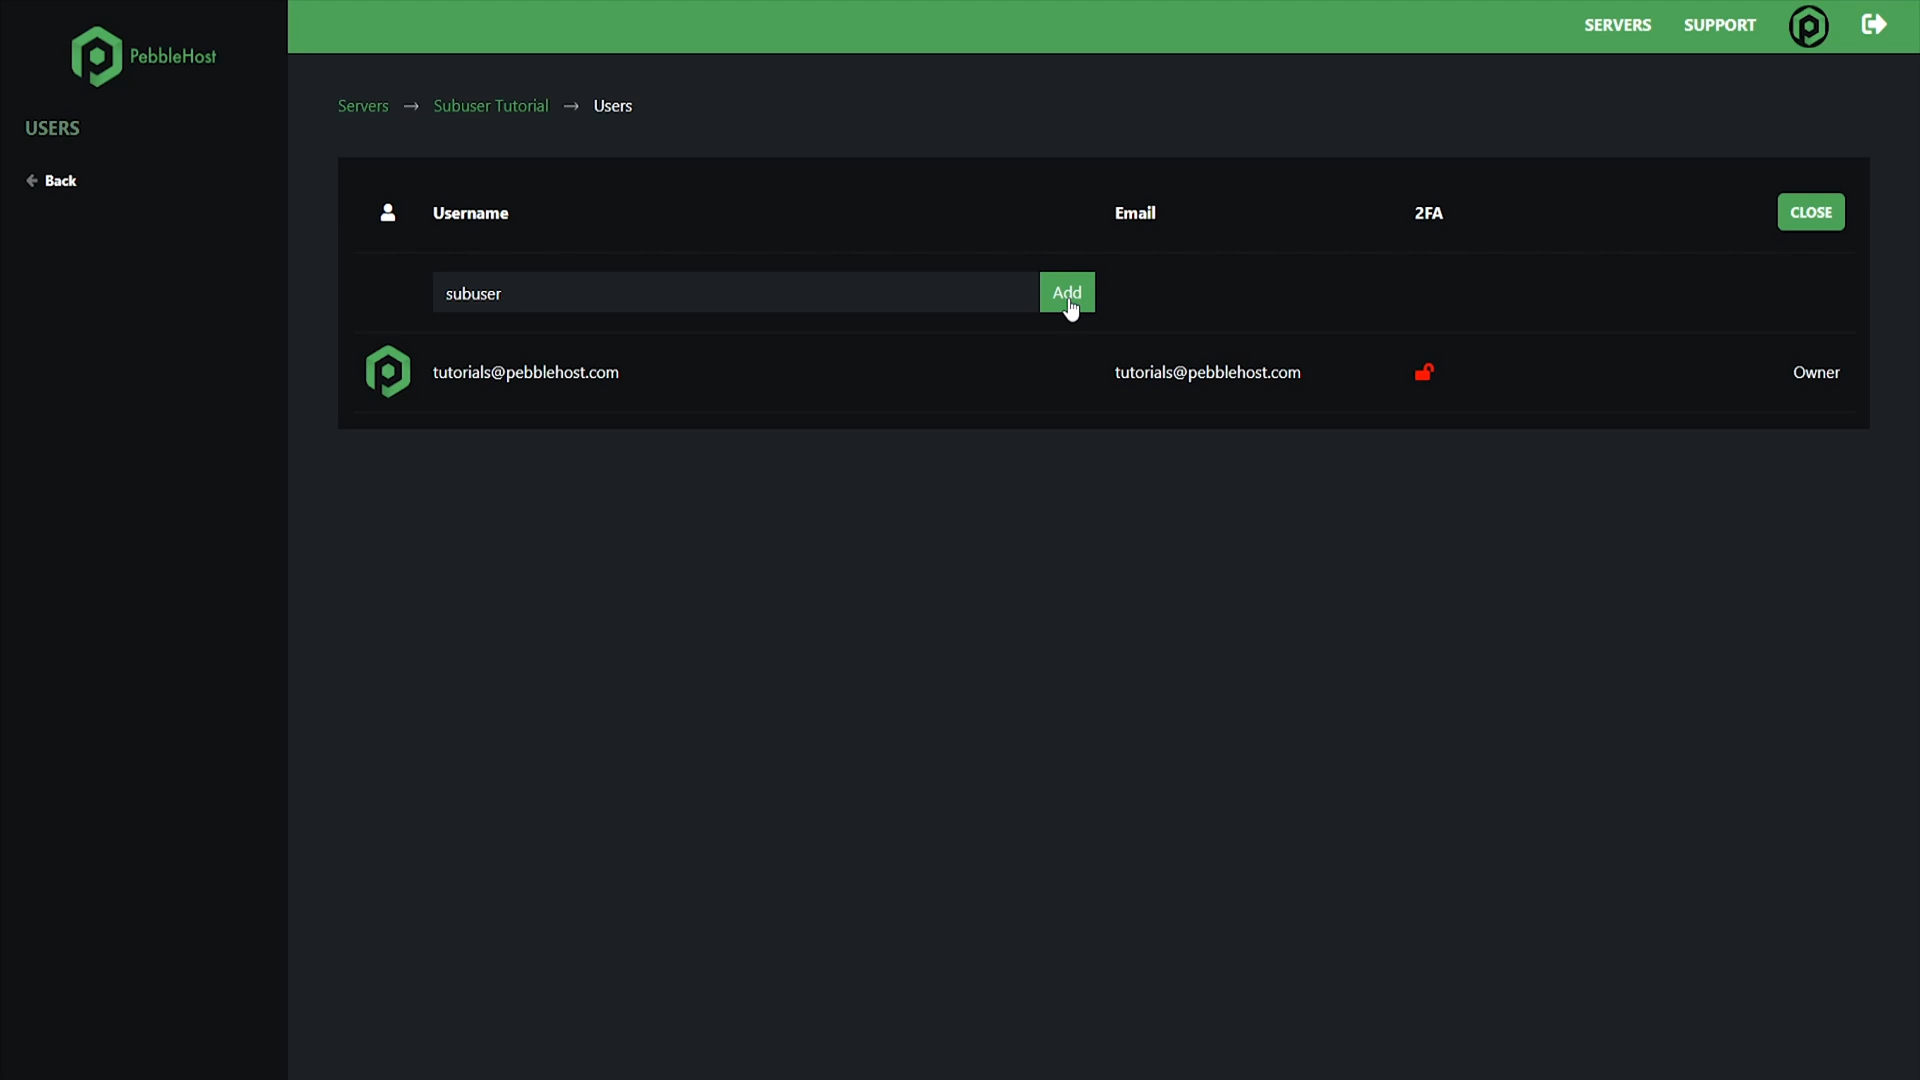 PebbleHost
SERVERS SUPPORT
Servers → Subuser Tutorial → Users
USERS
← Back
Username Email 2FA CLOSE
subuser Add
tutorials@pebblehost.com tutorials@pebblehost.com Owner